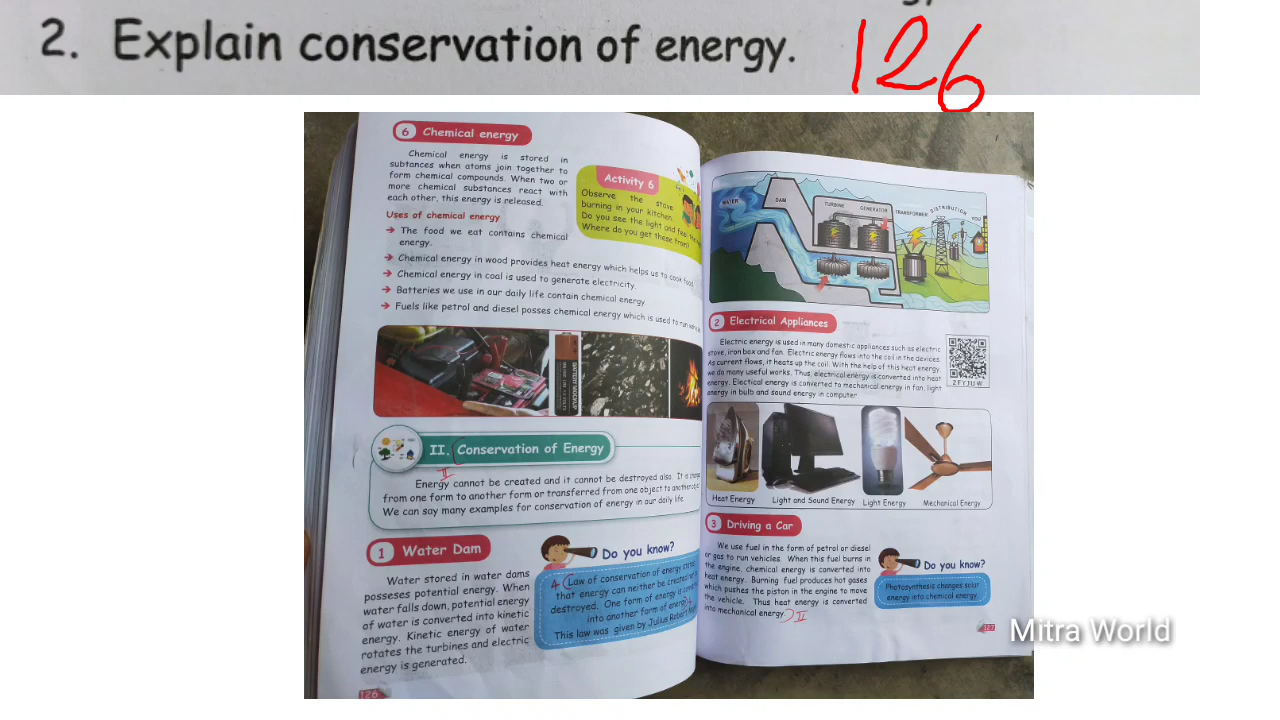 2. Explain conservation of energy. 126
6 Chemical energy
Chemical energy is stored in
subtances when atoms join together to
form chemical compounds. When two or
more chemical substances react with
each other, this energy is released.
Uses of chemical energy
The food we eat contains chemical
energy.
Chemical energy in wood provides heat energy which helps us to cook food.
Chemical energy in coal is used to generate electricity.
Batteries we use in our daily life contain chemical energy.
Fuels like petrol and diesel posses chemical energy which is used to run
Activity 6
Observe the stove
burning in your kitchen.
Do you see the light and feel the
Where do you get these from?
II. Conservation of Energy
II
Energy cannot be created and it cannot be destroyed also. It is
from one form to another form or transferred from one object to another
We can say many examples for conservation of energy in our daily life.
1 Water Dam
Water stored in water dams
posseses potential energy. When
water falls down, potential energy
of water is converted into kinetic
energy. Kinetic energy of water
rotates the turbines and electric
energy is generated.
Do you know?
Law of conservation of energy states
that energy can neither be created
destroyed. One form of energy is
into another form of energy.
This law was given by Julius Robert
126
WATER
DAM
TURBINE
GENERATOR
TRANSFORMER
DISTRIBUTION
YOU
2 Electrical Appliances
Electric energy is used in many domestic appliances such as electric
stove, iron box and fan. Electric energy flows into the coil in the devices.
As current flows, it heats up the coil. With the help of this heat energy,
we do many useful works. Thus, electrical energy is converted into heat
energy. Electical energy is converted to mechanical energy in fan, light
energy in bulb and sound energy in computer
2FYJUW
Heat Energy
Light and Sound Energy
Light Energy
Mechanical Energy
3 Driving a Car
We use fuel in the form of petrol or diesel
or gas to run vehicles. When this fuel burns in
the engine, chemical energy is converted into
heat energy. Burning fuel produces hot gases
which pushes the piston in the engine to move
the vehicle. Thus heat energy is converted
into mechanical energy. II
Do you know?
Photosynthesis changes solar
energy into chemical energy.
127
Mitra World